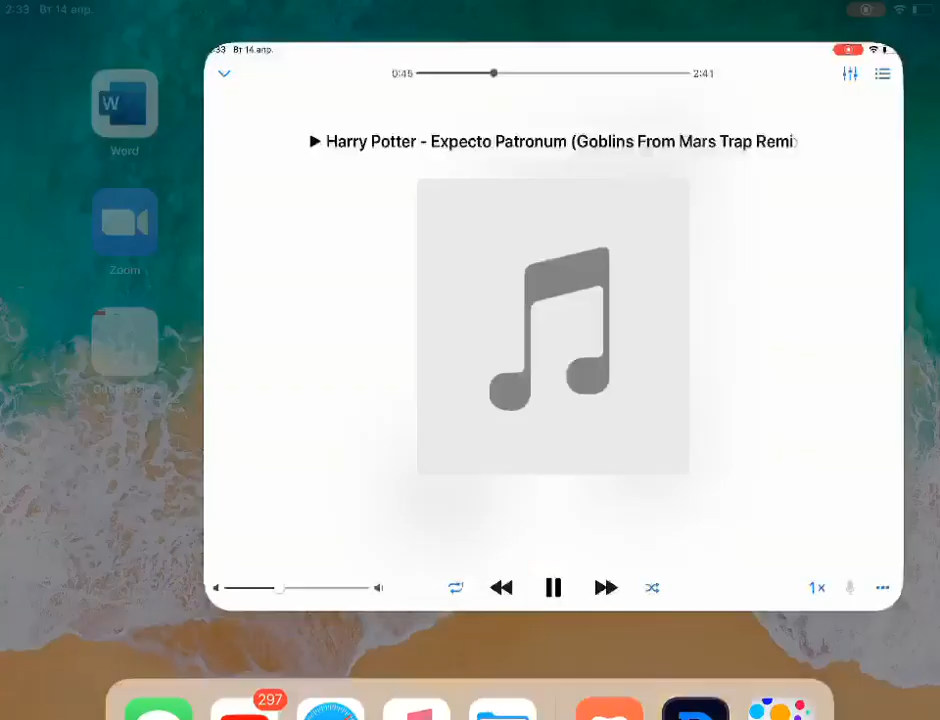 2:33 Вт 14 апр.
:33 Вт 14 апр.
0:45
2:41
▶ Harry Potter - Expecto Patronum (Goblins From Mars Trap Remi
W
Word
Zoom
1×
297